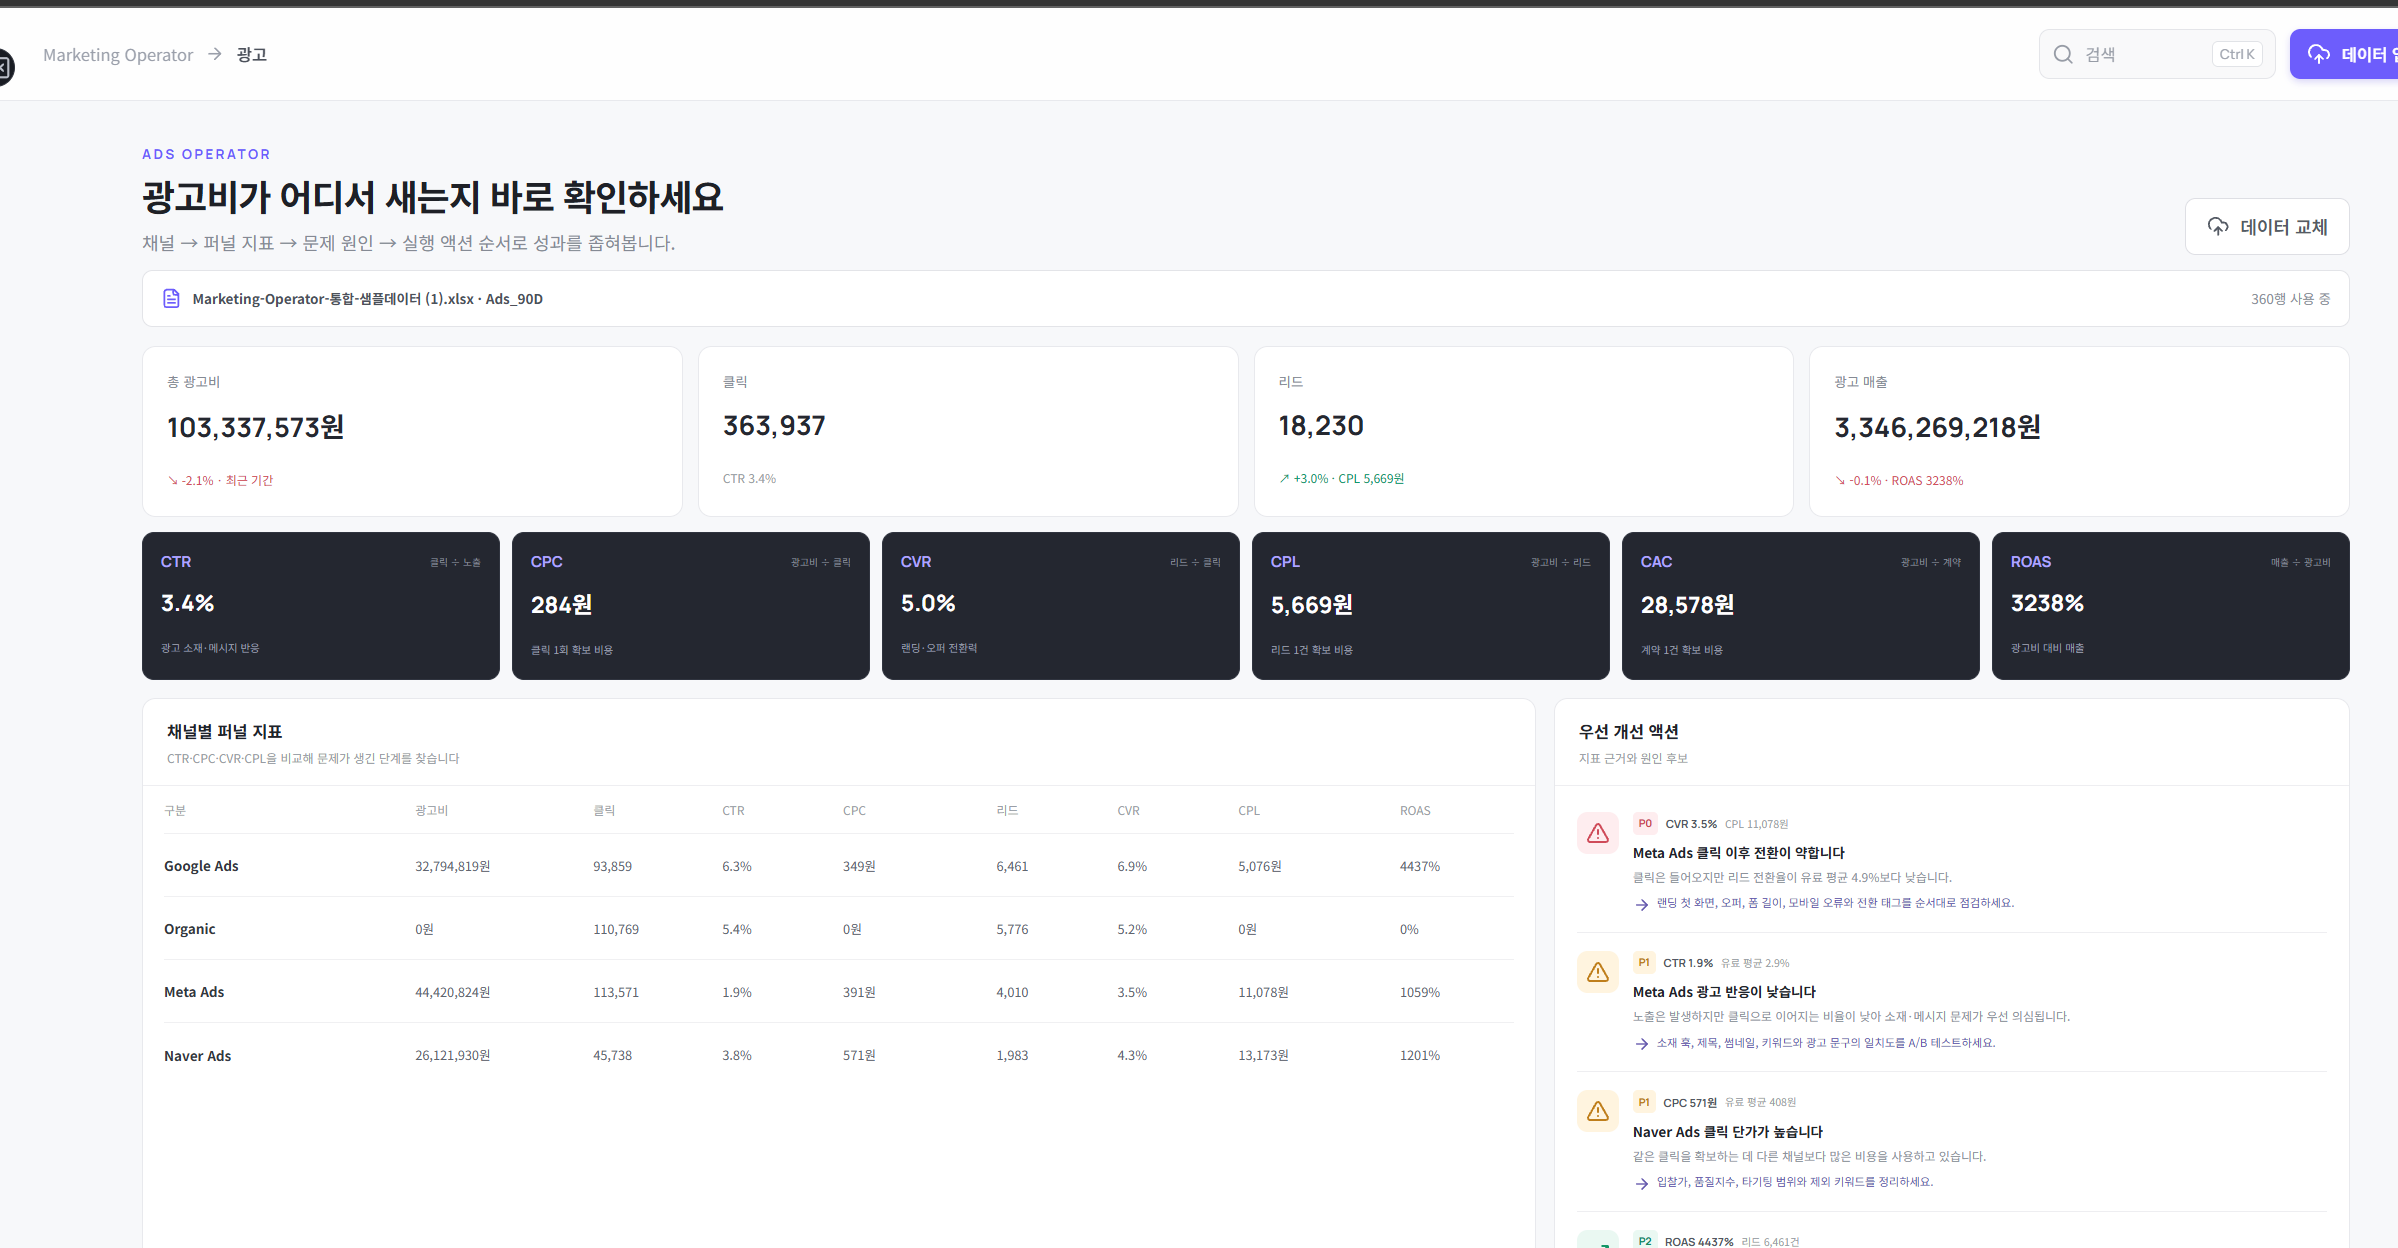 Marketing Operator → 광고
검색 Ctrl K
데이터
ADS OPERATOR
광고비가 어디서 새는지 바로 확인하세요
채널 → 퍼널 지표 → 문제 원인 → 실행 액션 순서로 성과를 좁혀봅니다.
데이터 교체
Marketing-Operator-통합-샘플데이터 (1).xlsx · Ads_90D
360행 사용 중
총 광고비
103,337,573원
↘ -2.1% · 최근 기간
클릭
363,937
CTR 3.4%
리드
18,230
↗ +3.0% · CPL 5,669원
광고 매출
3,346,269,218원
↘ -0.1% · ROAS 3238%
CTR 클릭 ÷ 노출
3.4%
광고 소재·메시지 반응
CPC 광고비 ÷ 클릭
284원
클릭 1회 확보 비용
CVR 리드 ÷ 클릭
5.0%
랜딩·오퍼 전환력
CPL 광고비 ÷ 리드
5,669원
리드 1건 확보 비용
CAC 광고비 ÷ 계약
28,578원
계약 1건 확보 비용
ROAS 매출 ÷ 광고비
3238%
광고비 대비 매출
채널별 퍼널 지표
CTR·CPC·CVR·CPL을 비교해 문제가 생긴 단계를 찾습니다
구분 광고비 클릭 CTR CPC 리드 CVR CPL ROAS
Google Ads 32,794,819원 93,859 6.3% 349원 6,461 6.9% 5,076원 4437%
Organic 0원 110,769 5.4% 0원 5,776 5.2% 0원 0%
Meta Ads 44,420,824원 113,571 1.9% 391원 4,010 3.5% 11,078원 1059%
Naver Ads 26,121,930원 45,738 3.8% 571원 1,983 4.3% 13,173원 1201%
우선 개선 액션
지표 근거와 원인 후보
P0 CVR 3.5% CPL 11,078원
Meta Ads 클릭 이후 전환이 약합니다
클릭은 들어오지만 리드 전환율이 유료 평균 4.9%보다 낮습니다.
→ 랜딩 첫 화면, 오퍼, 폼 길이, 모바일 오류와 전환 태그를 순서대로 점검하세요.
P1 CTR 1.9% 유료 평균 2.9%
Meta Ads 광고 반응이 낮습니다
노출은 발생하지만 클릭으로 이어지는 비율이 낮아 소재·메시지 문제가 우선 의심됩니다.
→ 소재 훅, 제목, 썸네일, 키워드와 광고 문구의 일치도를 A/B 테스트하세요.
P1 CPC 571원 유료 평균 408원
Naver Ads 클릭 단가가 높습니다
같은 클릭을 확보하는 데 다른 채널보다 많은 비용을 사용하고 있습니다.
→ 입찰가, 품질지수, 타기팅 범위와 제외 키워드를 정리하세요.
P2 ROAS 4437% 리드 6,461건